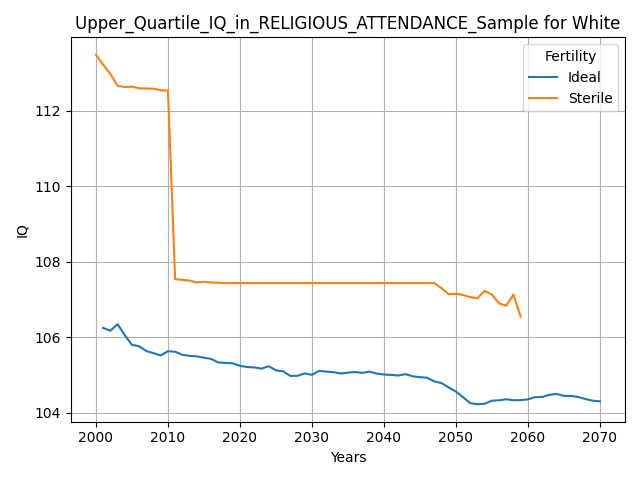 Upper_Quartile_IQ_in_RELIGIOUS_ATTENDANCE_Sample for White
Fertility
Ideal
Sterile
112
110
108
106
104
IQ
2000
2010
2020
2030
2040
2050
2060
2070
Years